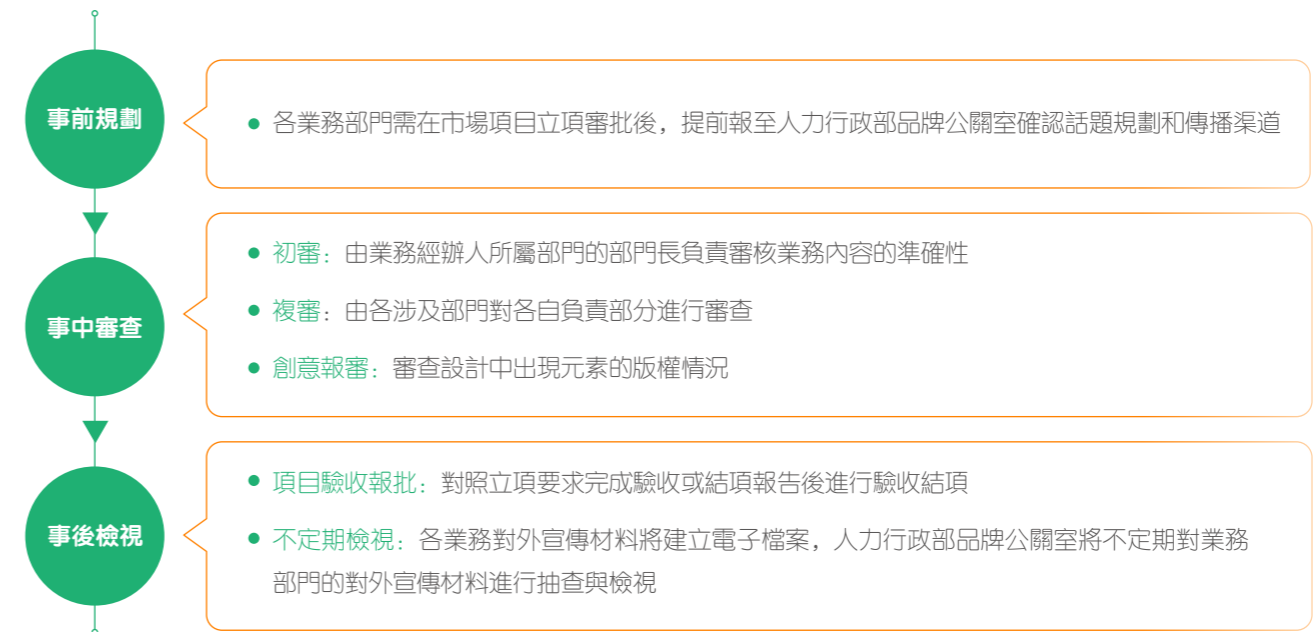 事前規劃
● 各業務部門需在市場項目立項審批後，提前報至人力行政部品牌公關室確認話題規劃和傳播渠道
事中審查
● 初審：由業務經辦人所屬部門的部門長負責審核業務內容的準確性
● 複審：由各涉及部門對各自負責部分進行審查
● 創意報審：審查設計中出現元素的版權情況
事後檢視
● 項目驗收報批：對照立項要求完成驗收或結項報告後進行驗收結項
● 不定期檢視：各業務對外宣傳材料將建立電子檔案，人力行政部品牌公關室將不定期對業務
部門的對外宣傳材料進行抽查與檢視